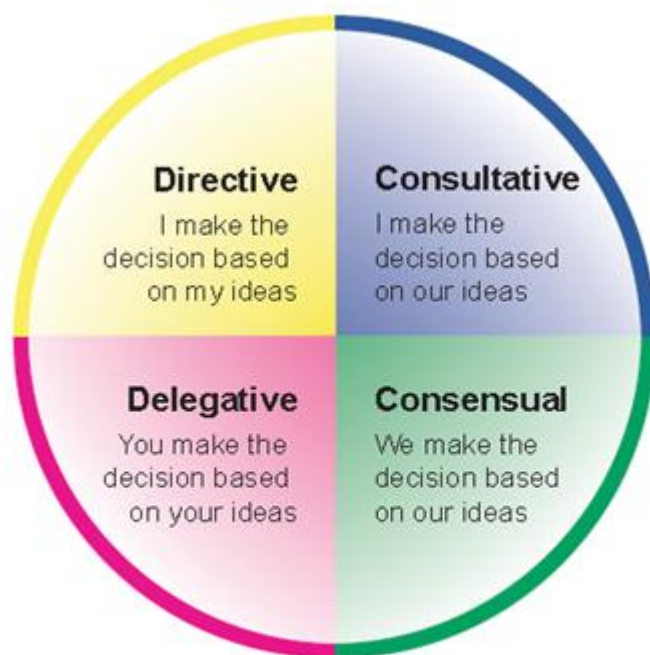 Directive
I make the
decision based
on my ideas
Consultative
I make the
decision based
on our ideas
Delegative
You make the
decision based
on your ideas
Consensual
We make the
decision based
on our ideas